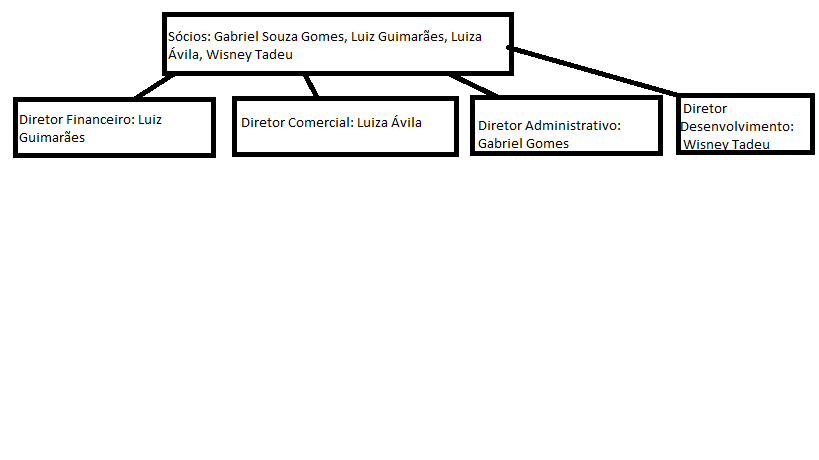 Sócios: Gabriel Souza Gomes, Luiz Guimarães, Luiza
Ávila, Wisney Tadeu
Diretor Financeiro: Luiz
Guimarães
Diretor Comercial: Luiza Ávila
Diretor Administrativo:
Gabriel Gomes
Diretor
Desenvolvimento:
Wisney Tadeu